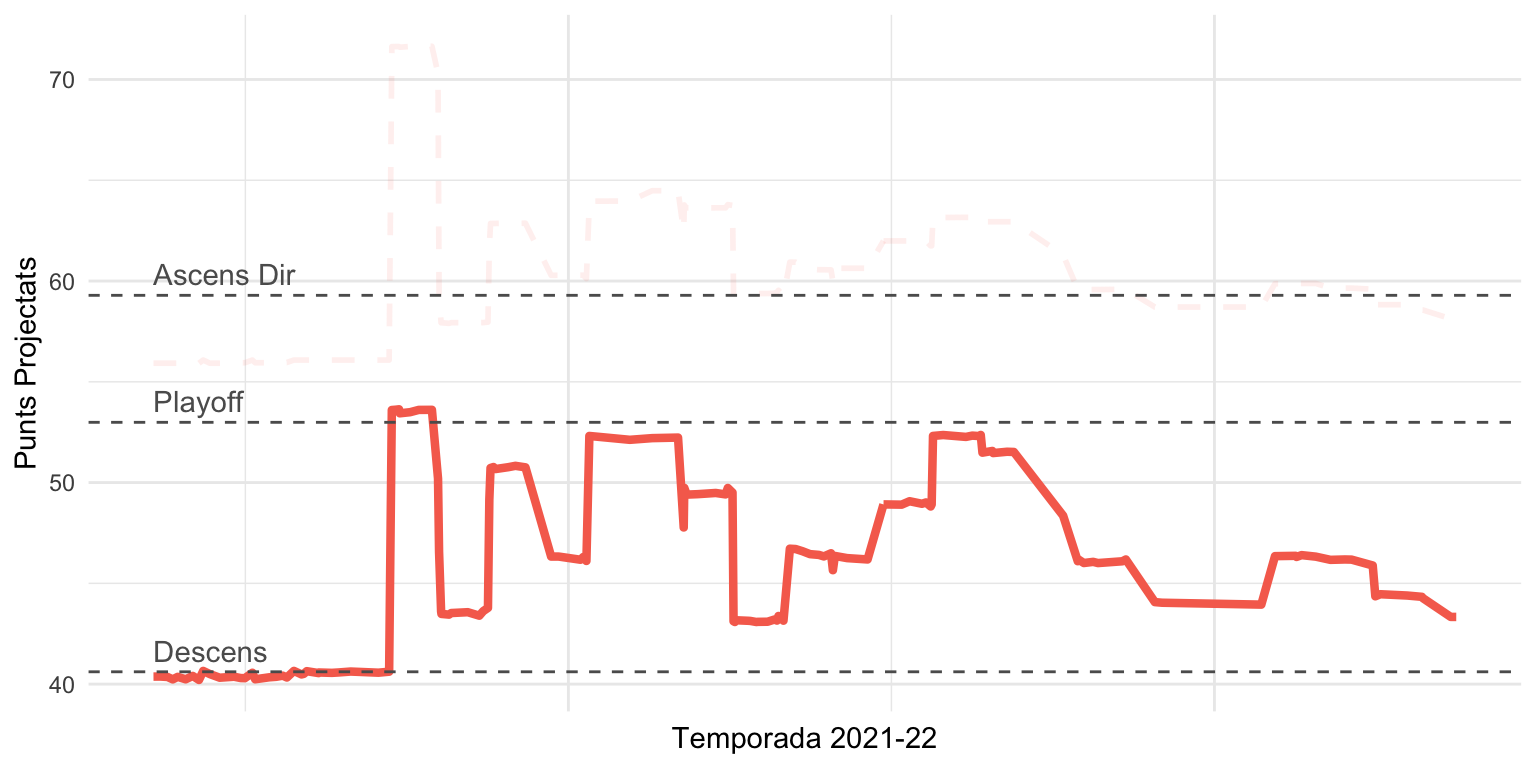 70
60
50
40
Punts Projectats
Ascens Dir
Playoff
Descens
Temporada 2021-22